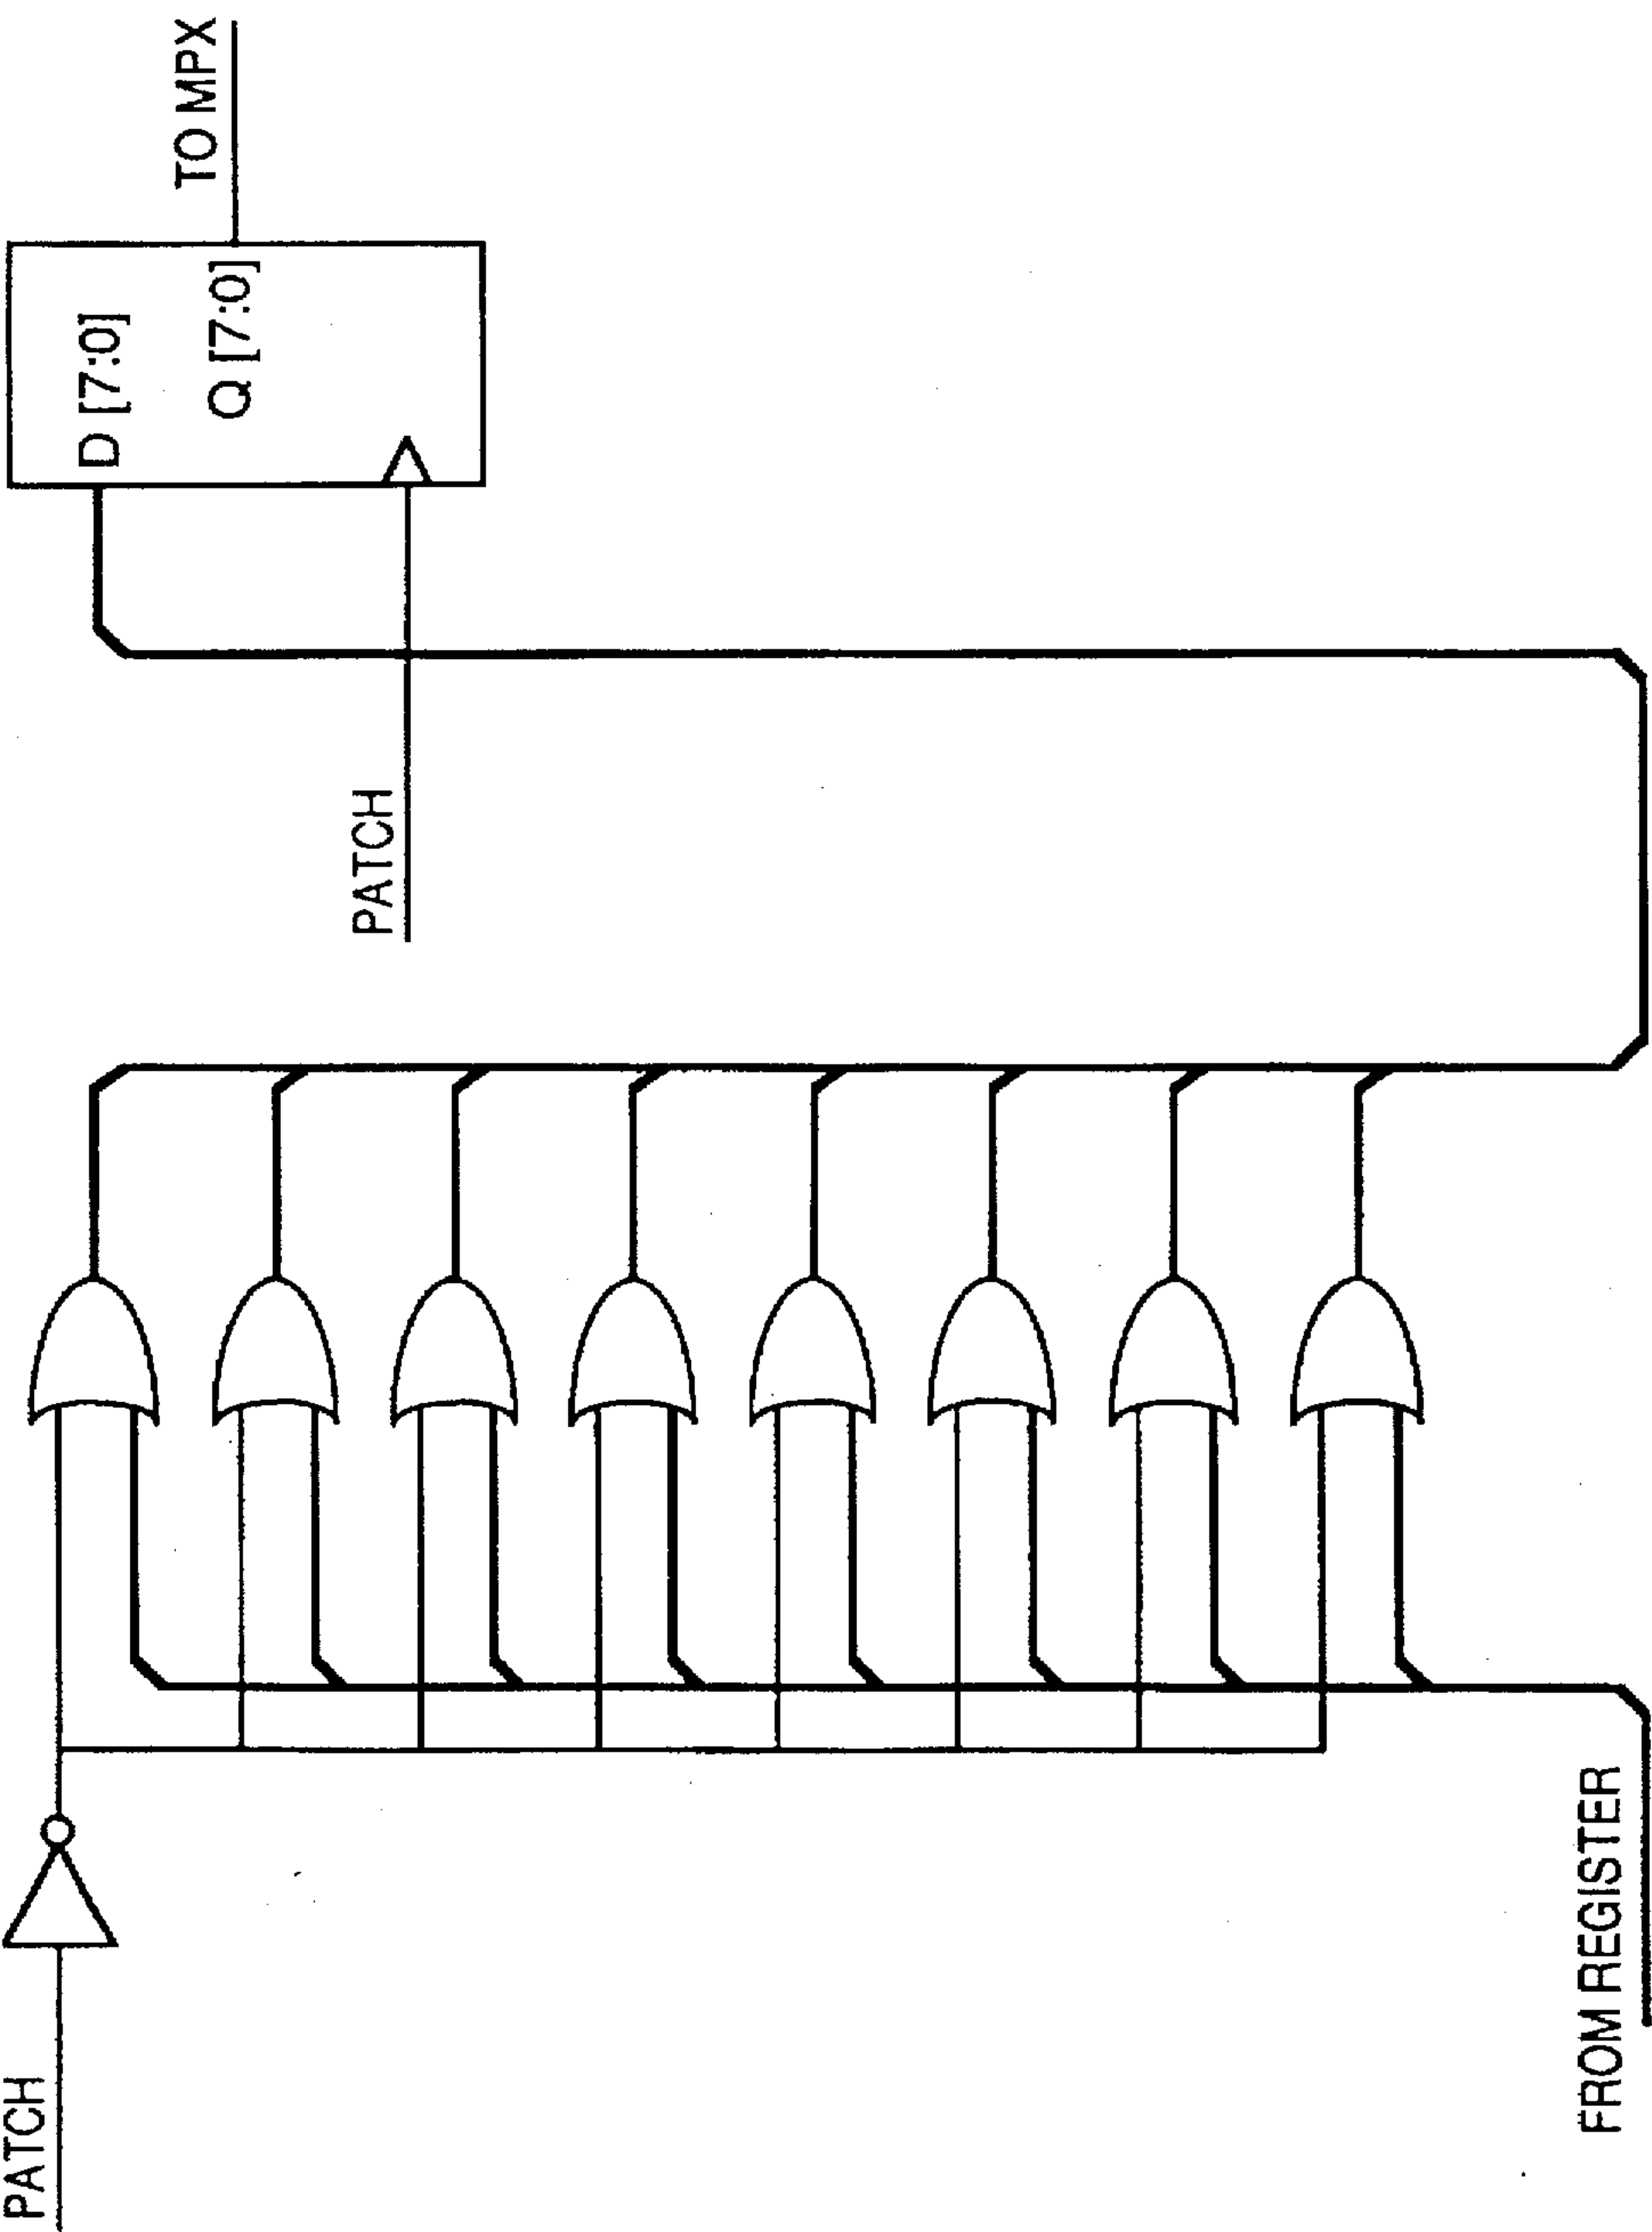 PATCH
FROM REGISTER
PATCH
D [7:0]
Q [7:0]
TO MPX